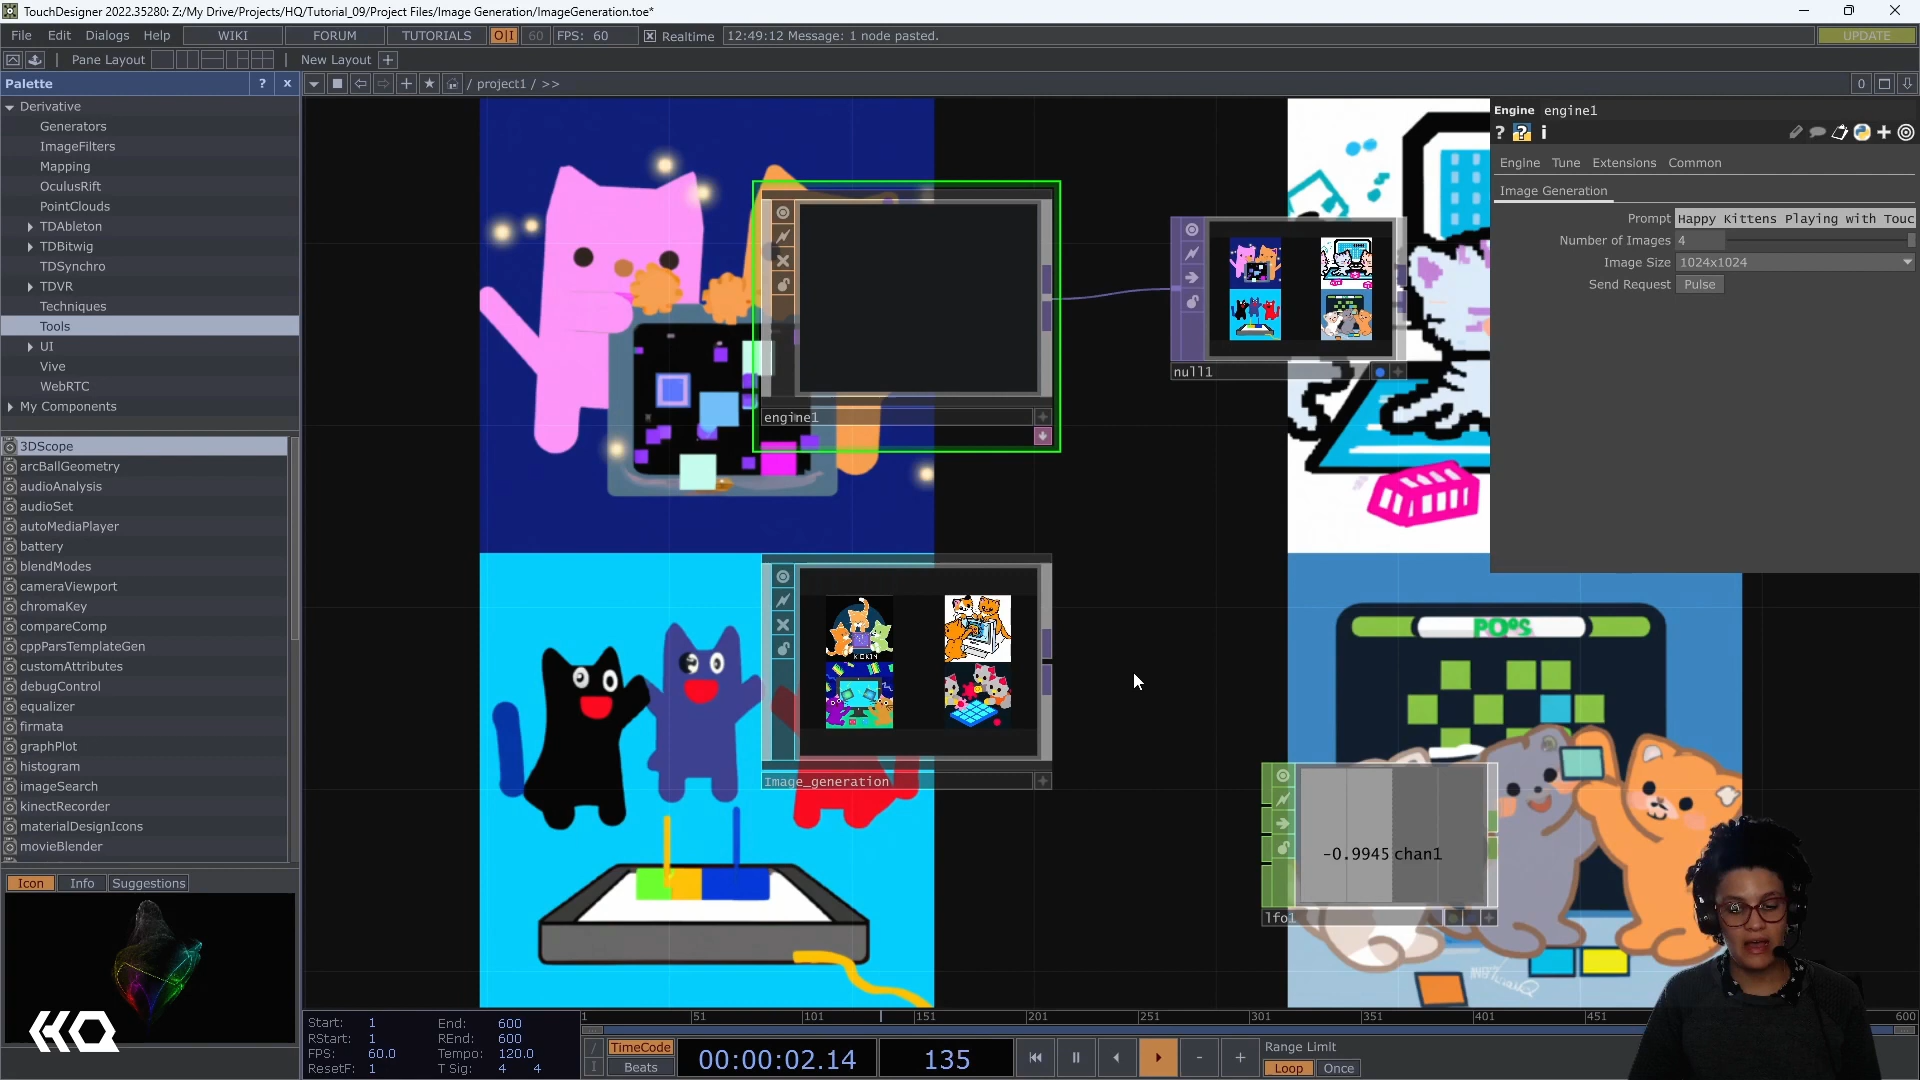 TouchDesigner 2022.35280: Z:/My Drive/Projects/HQ/Tutorial_09/Project Files/Image Generation/ImageGeneration.toe*
File Edit Dialogs Help WIKI FORUM TUTORIALS O|I 60 FPS: 60 Realtime 12:49:12 Message: 1 node pasted. UPDATE
Pane Layout New Layout +
Palette ? x
/ project1 / >> 0
Derivative
Generators
ImageFilters
Mapping
OculusRift
PointClouds
TDAbleton
TDBitwig
TDSynchro
TDVR
Techniques
Tools
UI
Vive
WebRTC
My Components
3DScope
arcBallGeometry
audioAnalysis
audioSet
autoMediaPlayer
battery
blendModes
cameraViewport
chromaKey
compareComp
cppParsTemplateGen
customAttributes
debugControl
equalizer
firmata
graphPlot
histogram
imageSearch
kinectRecorder
materialDesignIcons
movieBlender
Icon Info Suggestions
HQ
engine1
null1
Image_generation
-0.9945 chan1
lfo1
Engine engine1
? ? i
Engine Tune Extensions Common
Image Generation
Prompt Happy Kittens Playing with Touc
Number of Images 4
Image Size 1024x1024
Send Request Pulse
Start: 1 End: 600
RStart: 1 REnd: 600
FPS: 60.0 Tempo: 120.0
ResetF: 1 T Sig: 4 4
1 51 101 151 201 251 301 351 401 451 600
TimeCode
Beats
00:00:02.14 135
- +
Range Limit
Loop Once